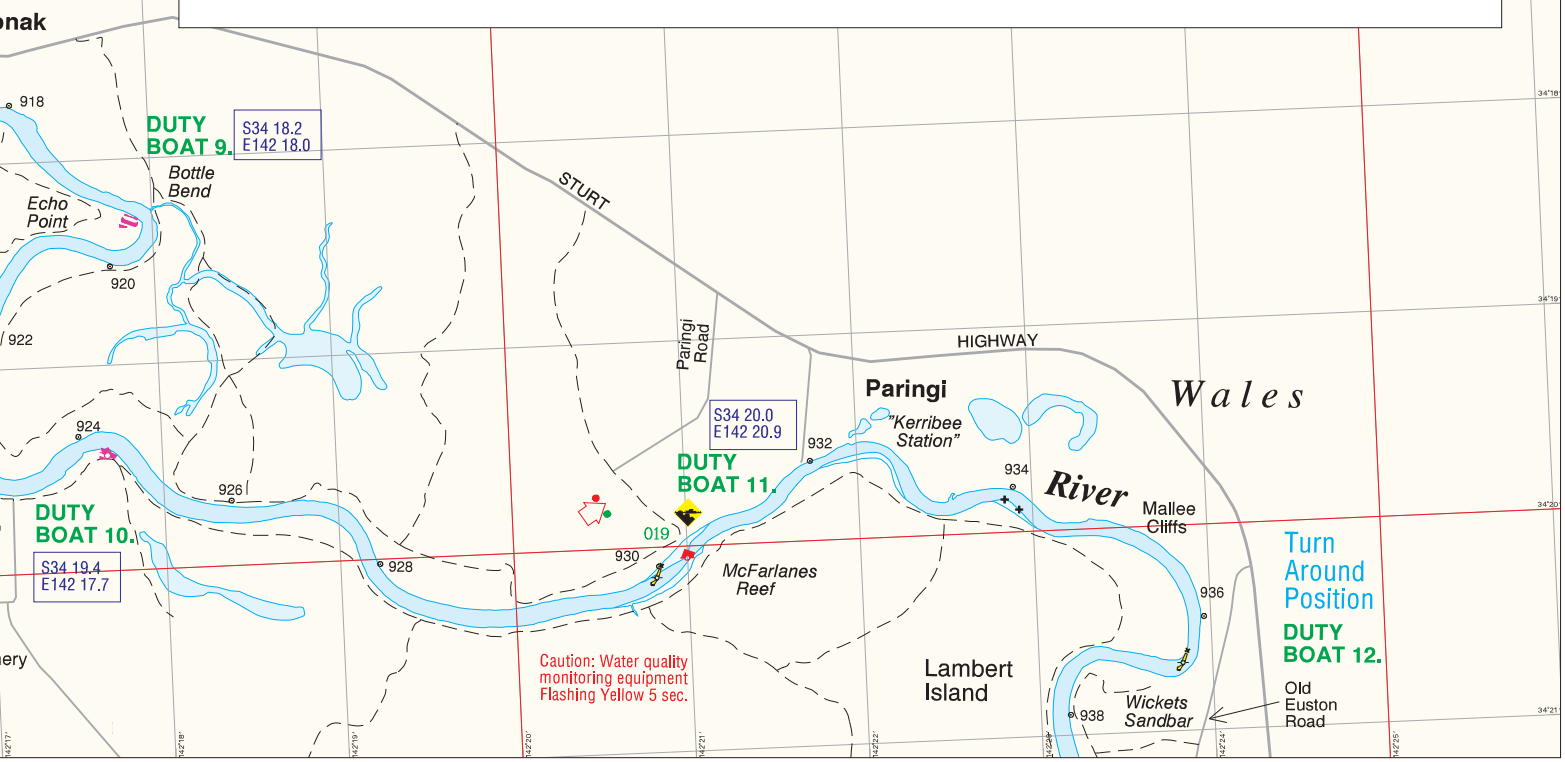 onak
918
DUTY
BOAT 9.
S34 18.2
E142 18.0
Bottle
Bend
Echo
Point
920
922
STURT
HIGHWAY
Paringi
Road
34°18'
34°19'
Paringi
"Kerribee
Station"
Wales
S34 20.0
E142 20.9
DUTY
BOAT 11.
932
934
River
Mallee
Cliffs
34°20'
924
926
DUTY
BOAT 10.
S34 19.4
E142 17.7
928
019
930
McFarlanes
Reef
Turn
Around
Position
936
DUTY
BOAT 12.
Caution: Water quality
monitoring equipment
Flashing Yellow 5 sec.
Lambert
Island
Wickets
Sandbar
Old
Euston
Road
938
ery
34°21'
142°17'
142°18'
142°19'
142°20'
142°21'
142°22'
142°24'
142°25'